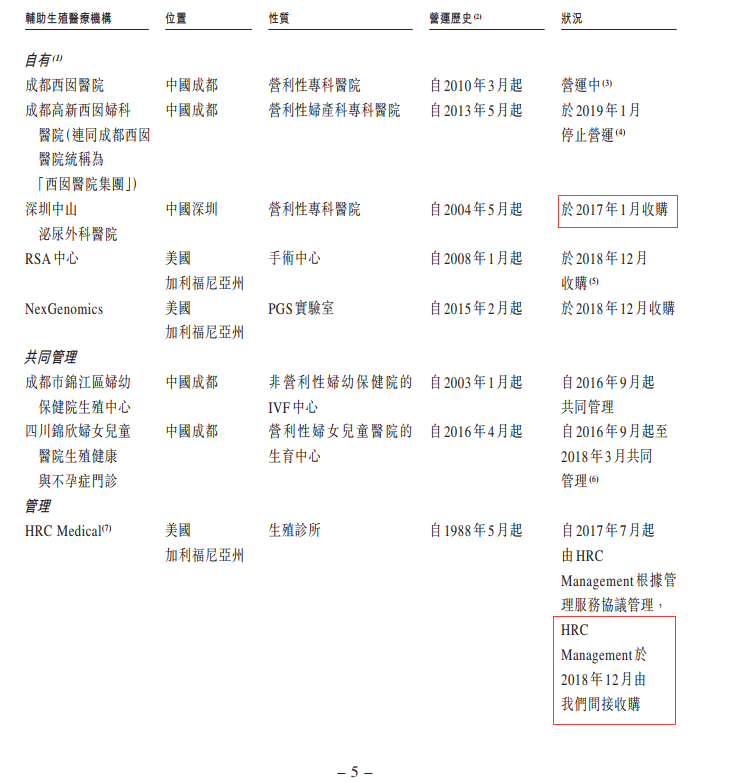 輔助生殖醫療機構 位置 性質 營運歷史(2) 狀況
自有(1)
成都西囡醫院 中國成都 營利性專科醫院 自2010年3月起 營運中(3)
成都高新西囡婦科 中國成都 營利性婦產科專科醫院 自2013年5月起 於2019年1月
醫院(連同成都西囡 停止營運(4)
醫院統稱為
「西囡醫院集團」)
深圳中山 中國深圳 營利性專科醫院 自2004年5月起 於2017年1月收購
泌尿外科醫院
RSA中心 美國 手術中心 自2008年1月起 於2018年12月
加利福尼亞州 收購(5)
NexGenomics 美國 PGS實驗室 自2015年2月起 於2018年12月收購
加利福尼亞州
共同管理
成都市錦江區婦幼 中國成都 非營利性婦幼保健院的 自2003年1月起 自2016年9月起
保健院生殖中心 IVF中心 共同管理
四川錦欣婦女兒童 中國成都 營利性婦女兒童醫院的 自2016年4月起 自2016年9月起至
醫院生殖健康 生育中心 2018年3月共同
與不孕症門診 管理(6)
管理
HRC Medical(7) 美國 生殖診所 自1988年5月起 自2017年7月起
加利福尼亞州 由HRC
Management根據管
理服務協議管理，
HRC
Management於
2018年12月由
我們間接收購
– 5 –